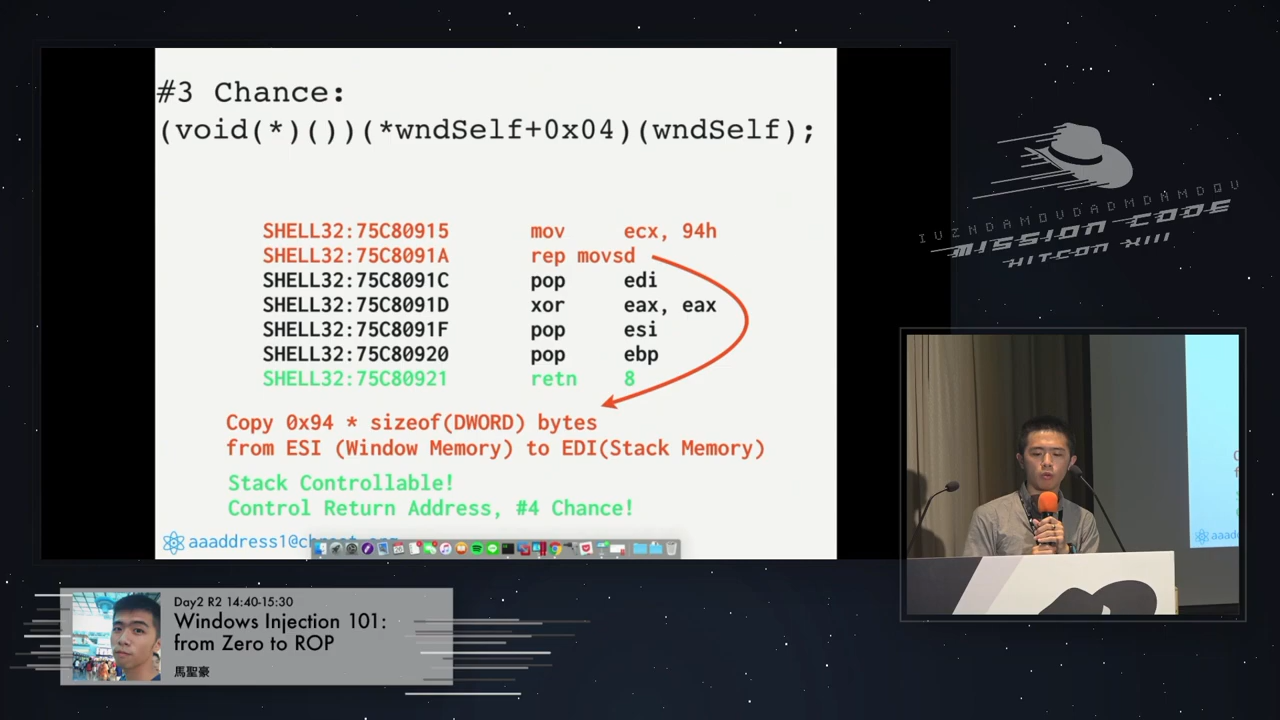 #3 Chance:
(void(*)())(*wndSelf+0x04)(wndSelf);
SHELL32:75C80915 mov ecx, 94h
SHELL32:75C8091A rep movsd
SHELL32:75C8091C pop edi
SHELL32:75C8091D xor eax, eax
SHELL32:75C8091F pop esi
SHELL32:75C80920 pop ebp
SHELL32:75C80921 retn 8
Copy 0x94 * sizeof(DWORD) bytes
from ESI (Window Memory) to EDI(Stack Memory)
Stack Controllable!
Control Return Address, #4 Chance!
IUZNDAMOUDADMDNMDQU
MISSION CODE
HITCON XIII
Day2 R2 14:40-15:30
Windows Injection 101:
from Zero to ROP
馬聖豪